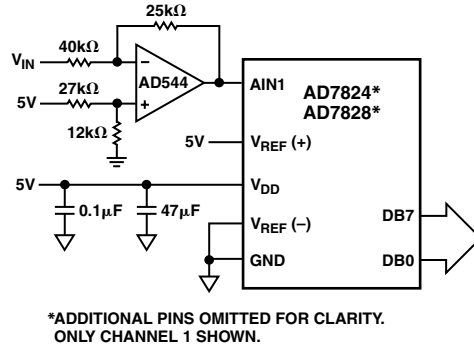 25kΩ
40kΩ
VIN
AD544
27kΩ
5V
12kΩ
AIN1
AD7824*
AD7828*
5V
VREF (+)
5V
VDD
0.1μF
47μF
VREF (–)
GND
DB7
DB0
–
+
*ADDITIONAL PINS OMITTED FOR CLARITY.
ONLY CHANNEL 1 SHOWN.